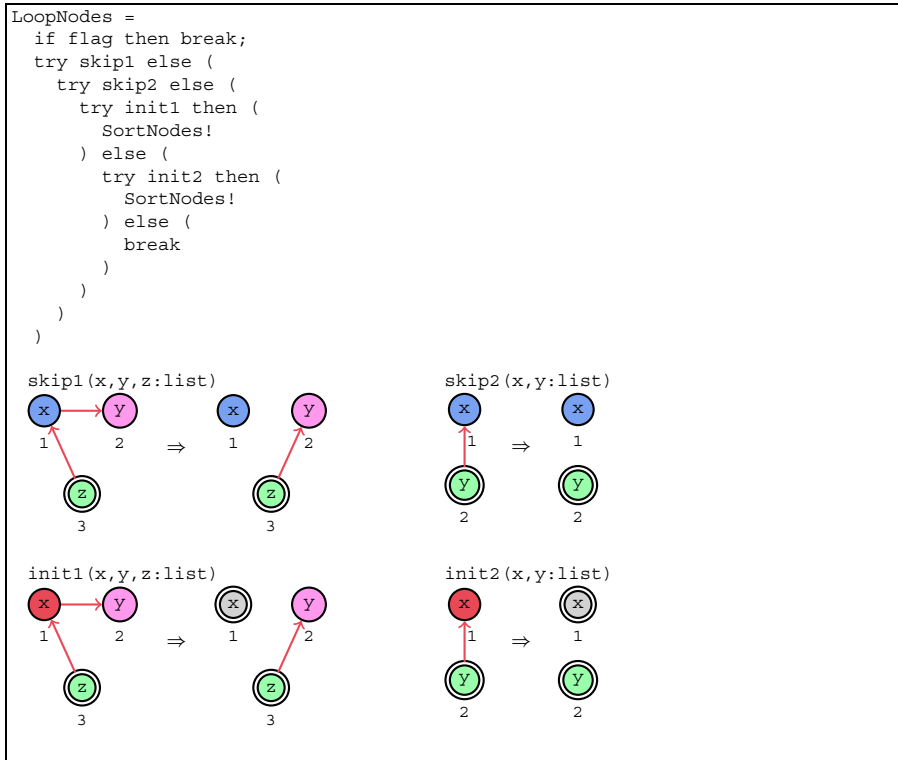 LoopNodes =
if flag then break;
try skip1 else (
try skip2 else (
try init1 then (
SortNodes!
) else (
try init2 then (
SortNodes!
) else (
break
)
)
)
)
skip1(x,y,z:list) skip2(x,y:list)
x y x y x x
1 2 ⇒ 1 2 1 ⇒ 1
z z y y
3 3 2 2
init1(x,y,z:list) init2(x,y:list)
x y x y x x
1 2 ⇒ 1 2 1 ⇒ 1
z z y y
3 3 2 2